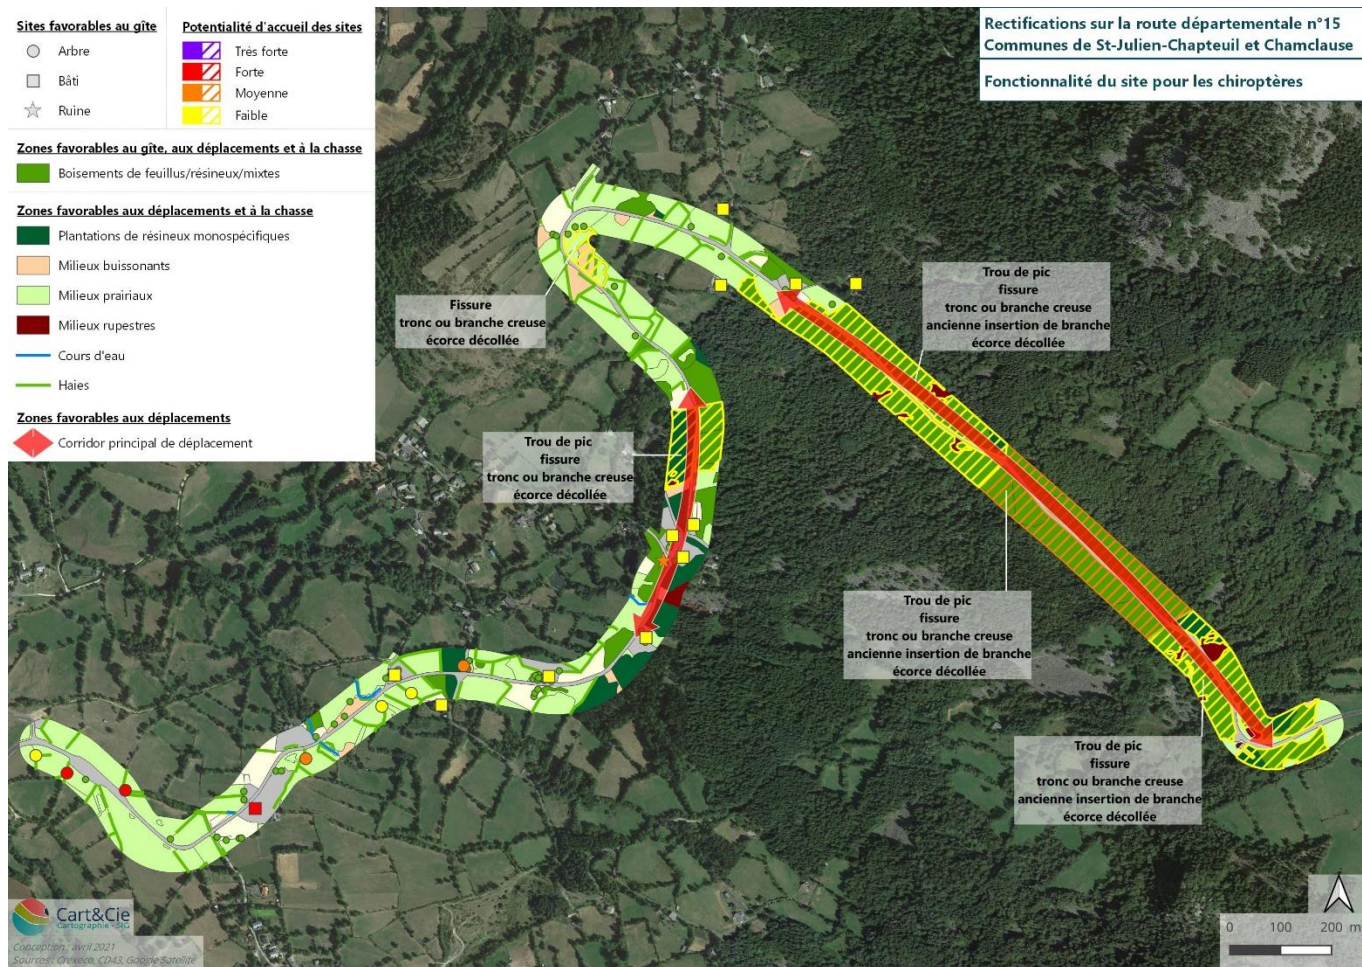 Sites favorables au gîte
Arbre
Bâti
Ruine
Potentialité d'accueil des sites
Très forte
Forte
Moyenne
Faible
Zones favorables au gîte, aux déplacements et à la chasse
Boisements de feuillus/résineux/mixtes
Zones favorables aux déplacements et à la chasse
Plantations de résineux monospécifiques
Milieux buissonants
Milieux prairiaux
Milieux rupestres
Cours d'eau
Haies
Zones favorables aux déplacements
Corridor principal de déplacement
Rectifications sur la route départementale n°15
Communes de St-Julien-Chapteuil et Chamclause
Fonctionnalité du site pour les chiroptères
Fissure
tronc ou branche creuse
écorce décollée
Trou de pic
fissure
tronc ou branche creuse
ancienne insertion de branche
écorce décollée
Trou de pic
fissure
tronc ou branche creuse
écorce décollée
Trou de pic
fissure
tronc ou branche creuse
ancienne insertion de branche
écorce décollée
Trou de pic
fissure
tronc ou branche creuse
ancienne insertion de branche
écorce décollée
Cart&Cie
Cartographie - SIG
Conception : avril 2021
Sources : Crexeco, CD43, Google Satellite
0 100 200 m